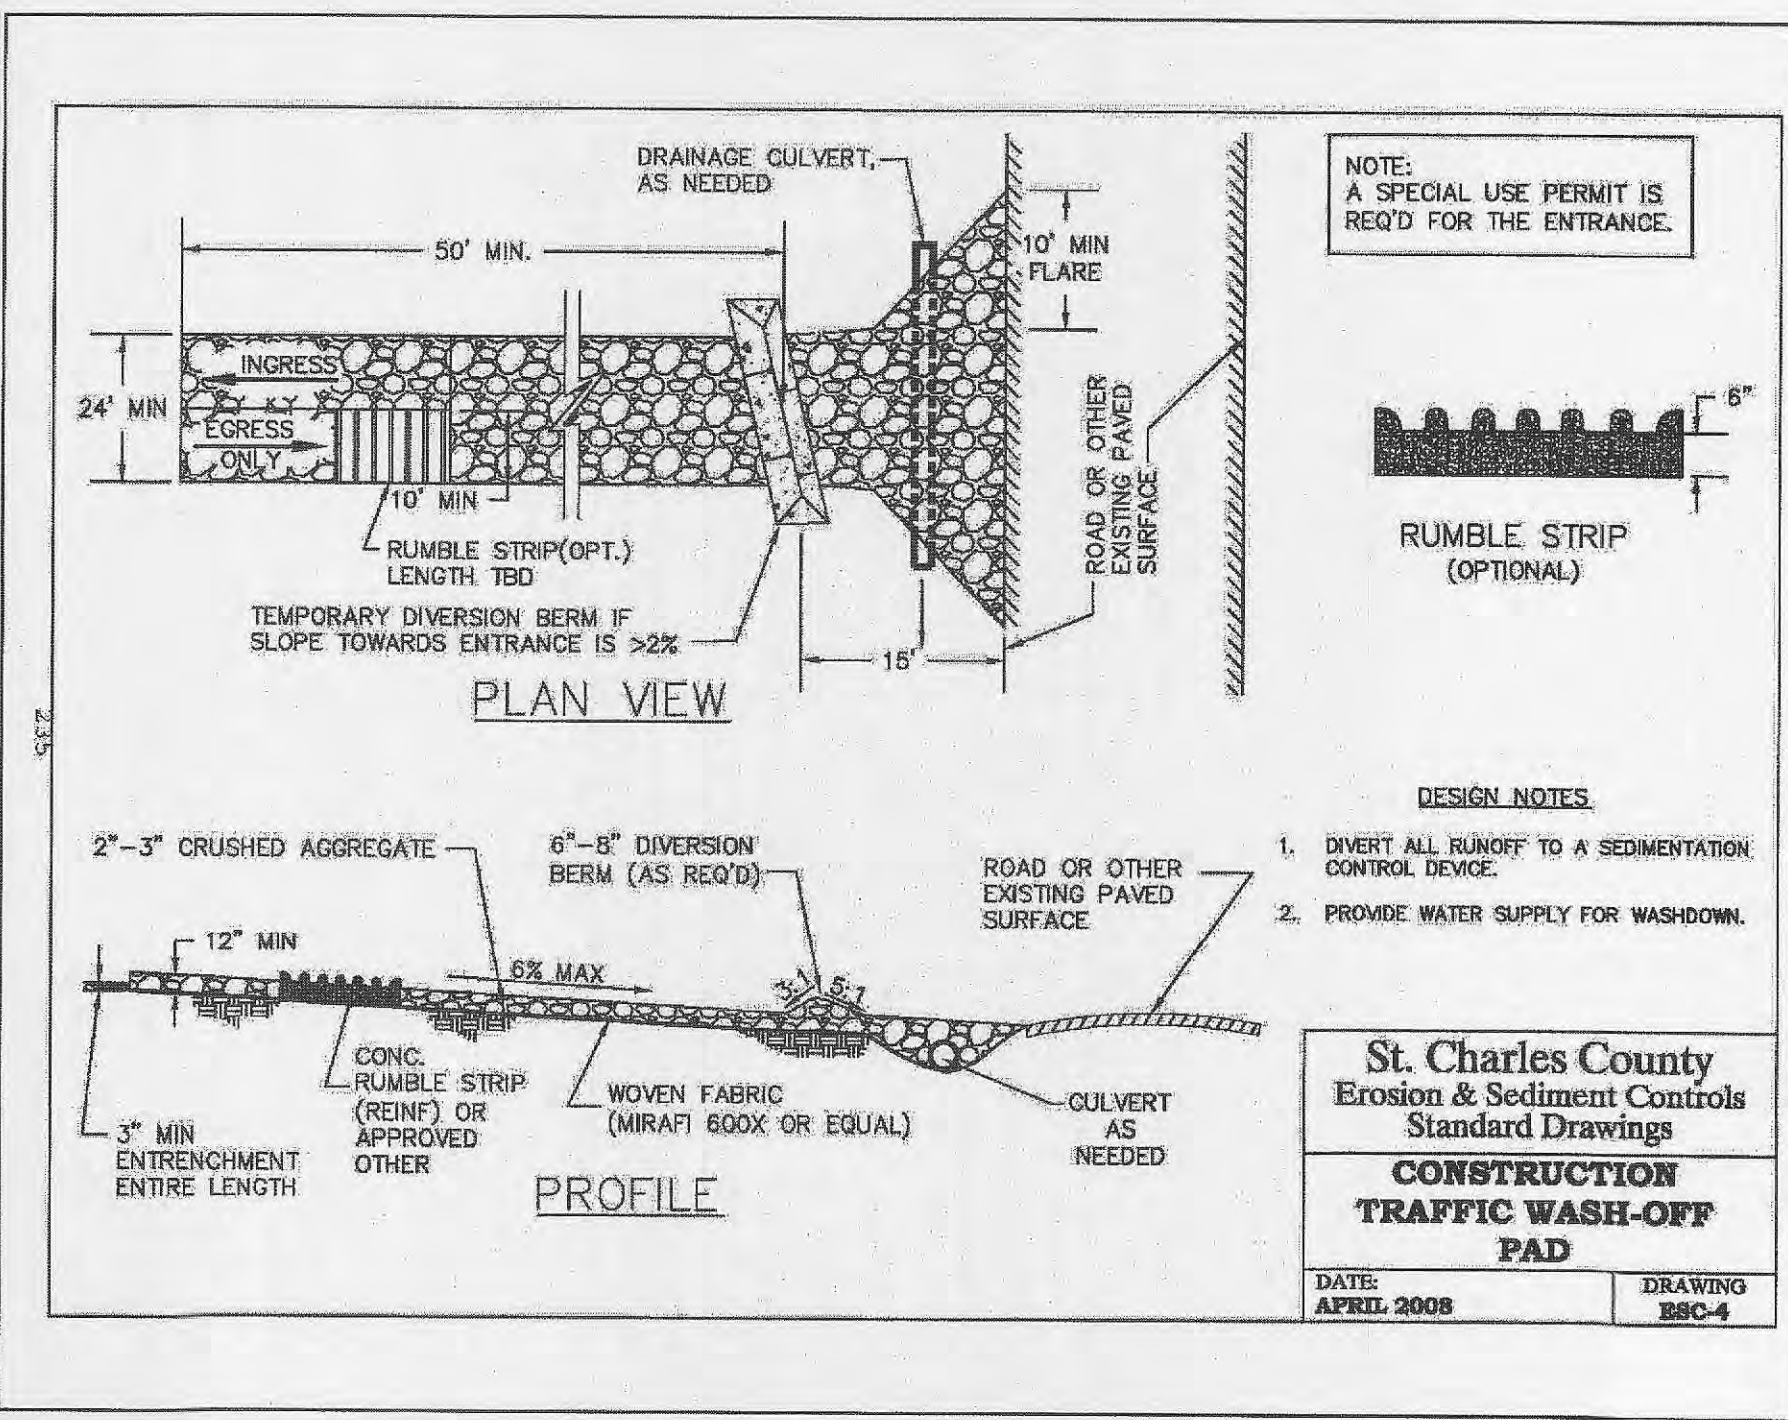 DRAINAGE CULVERT,
AS NEEDED
NOTE:
A SPECIAL USE PERMIT IS
REQ'D FOR THE ENTRANCE.
50' MIN.
10' MIN
FLARE
INGRESS
24' MIN
EGRESS
ONLY
10' MIN
RUMBLE STRIP(OPT.)
LENGTH TBD
TEMPORARY DIVERSION BERM IF
SLOPE TOWARDS ENTRANCE IS >2%
15'
ROAD OR OTHER
EXISTING PAVED
SURFACE
6"
RUMBLE STRIP
(OPTIONAL)
PLAN VIEW
235
DESIGN NOTES
1. DIVERT ALL RUNOFF TO A SEDIMENTATION
CONTROL DEVICE.
2. PROVIDE WATER SUPPLY FOR WASHDOWN.
2"-3" CRUSHED AGGREGATE
6"-8" DIVERSION
BERM (AS REQ'D)
ROAD OR OTHER
EXISTING PAVED
SURFACE
12" MIN
6% MAX
3:1
5:1
CONC.
RUMBLE STRIP
(REINF) OR
APPROVED
OTHER
WOVEN FABRIC
(MIRAFI 600X OR EQUAL)
CULVERT
AS
NEEDED
3" MIN
ENTRENCHMENT
ENTIRE LENGTH
PROFILE
St. Charles County
Erosion & Sediment Controls
Standard Drawings
CONSTRUCTION
TRAFFIC WASH-OFF
PAD
DATE:
APRIL 2008
DRAWING
ESC-4